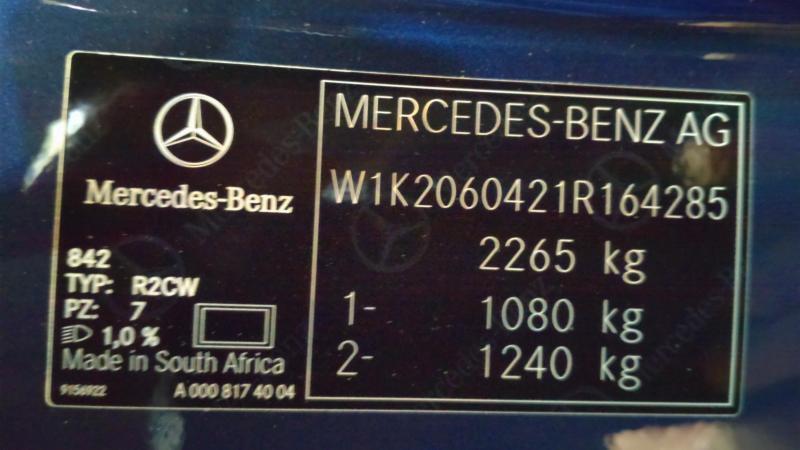 Mercedes-Benz
842
TYP: R2CW
PZ: 7
1,0 %
Made in South Africa
9156922 A 000 817 40 04
MERCEDES-BENZ AG
W1K2060421R164285
2265 kg
1- 1080 kg
2- 1240 kg